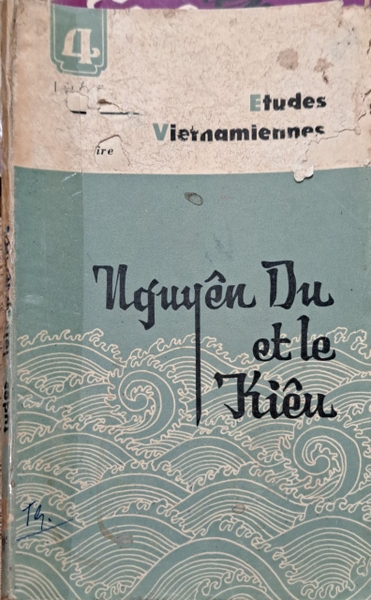 4
Etudes
Vietnamiennes
Nguyên Du
et le
Kiêu